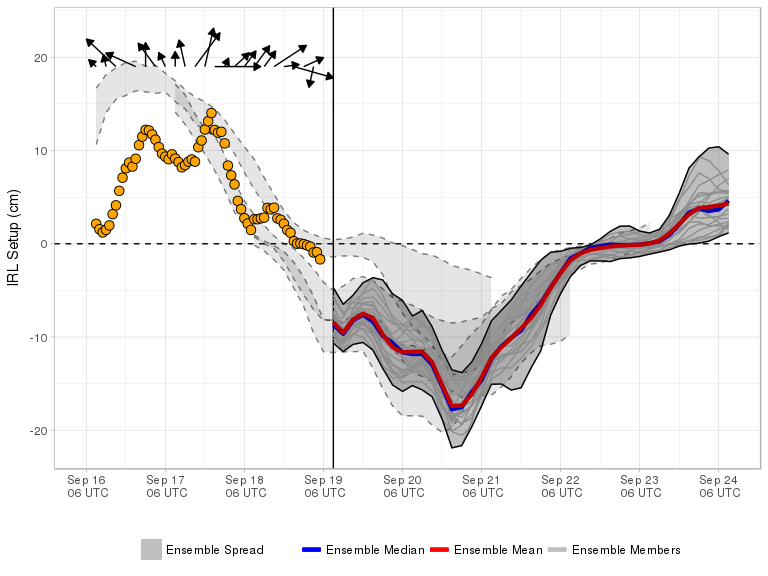 IRL Setup (cm)
20
10
0
-10
-20
Sep 16 Sep 17 Sep 18 Sep 19 Sep 20 Sep 21 Sep 22 Sep 23 Sep 24
06 UTC 06 UTC 06 UTC 06 UTC 06 UTC 06 UTC 06 UTC 06 UTC 06 UTC
Ensemble Spread Ensemble Median Ensemble Mean Ensemble Members